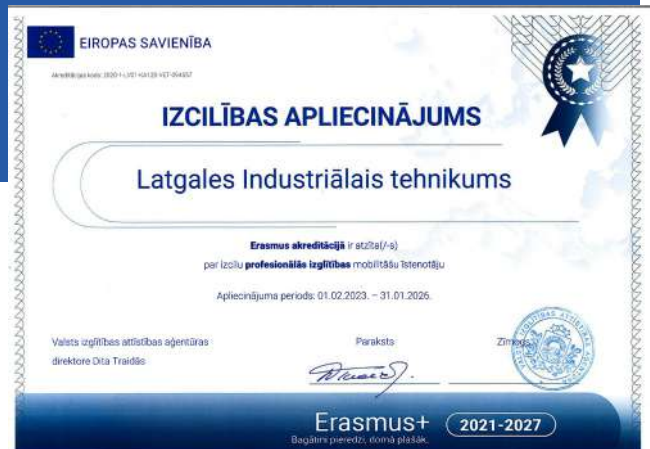 EIROPAS SAVIENĪBA
IZCILĪBAS APLIECINĀJUMS
Latgales Industriālais tehnikums
Erasmus akreditācijā ir atzīta(/-s)
par izcilu profesionālās izglītības mobilitāšu īstenotāju
Apliecinājuma periods: 01.02.2023. – 31.01.2026.
Valsts izglītības attīstības aģentūras
direktore Dita Traidās
Paraksts
Zīmogs
Erasmus+
2021-2027
Bagātini pieredzi, domā plašāk.